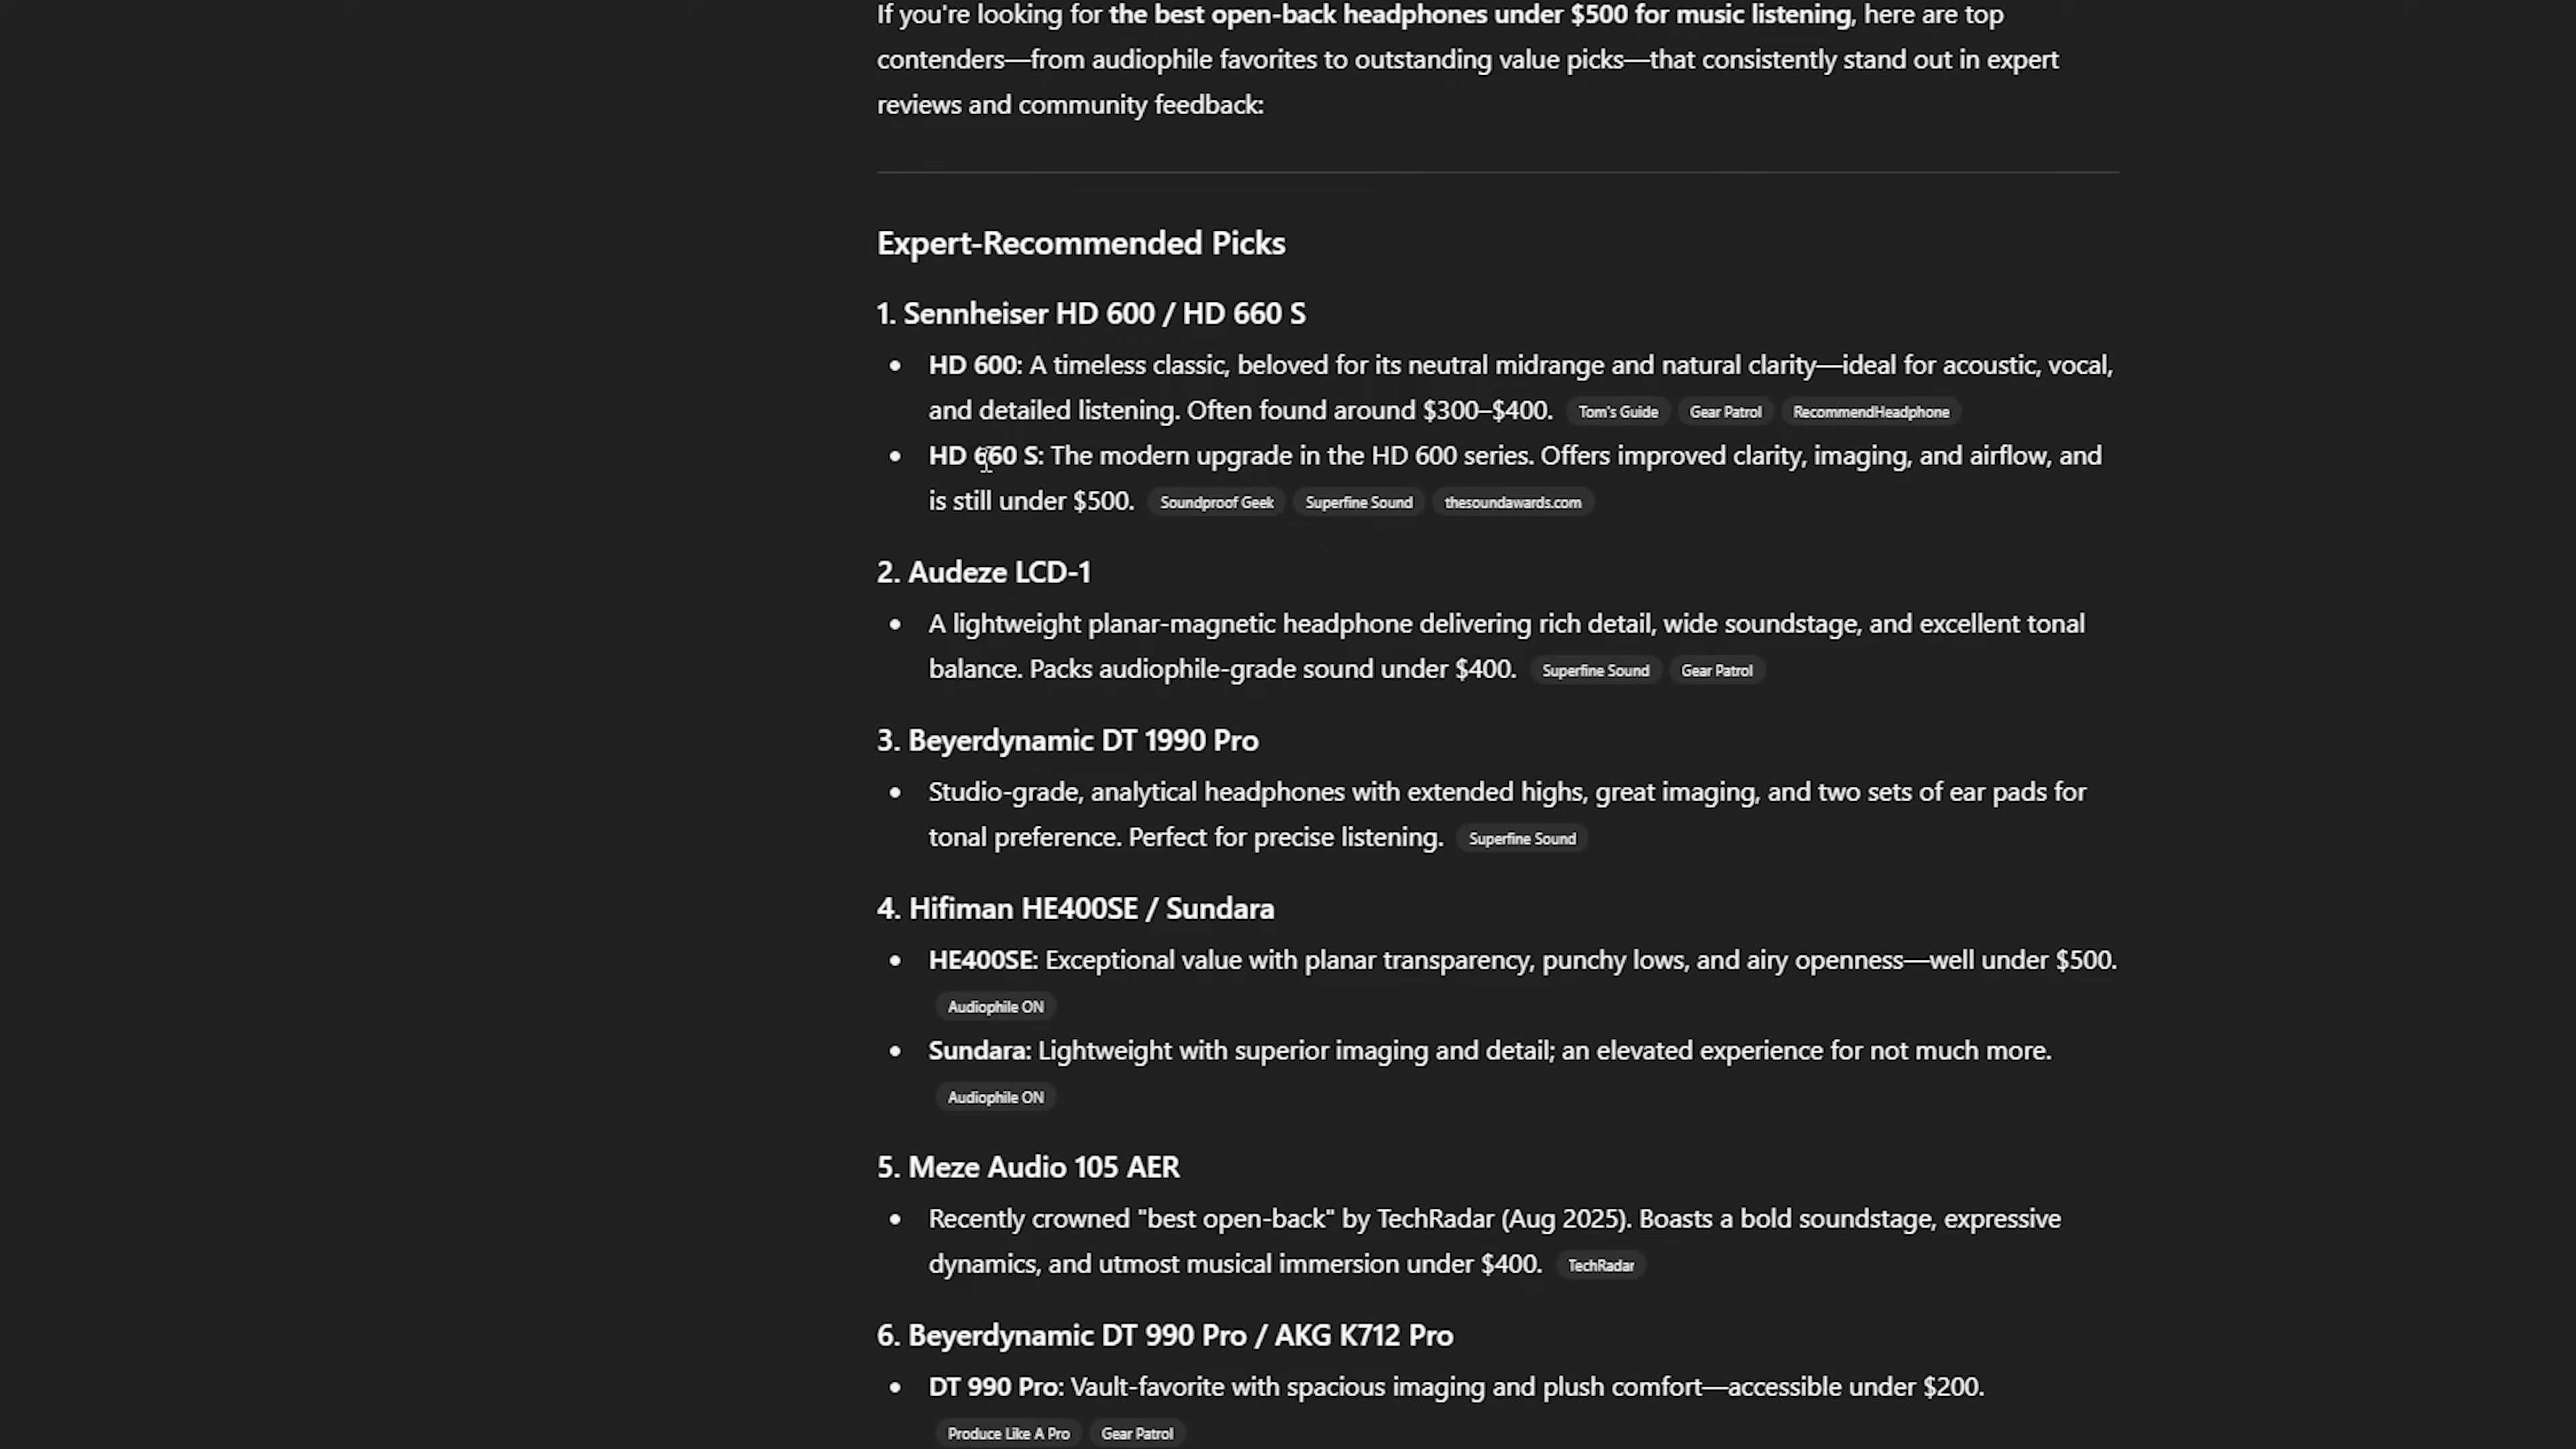 If you're looking for the best open-back headphones under $500 for music listening, here are top
contenders—from audiophile favorites to outstanding value picks—that consistently stand out in expert
reviews and community feedback:
Expert-Recommended Picks
1. Sennheiser HD 600 / HD 660 S
• HD 600: A timeless classic, beloved for its neutral midrange and natural clarity—ideal for acoustic, vocal,
and detailed listening. Often found around $300–$400. Tom's Guide Gear Patrol RecommendHeadphone
• HD 660 S: The modern upgrade in the HD 600 series. Offers improved clarity, imaging, and airflow, and
is still under $500. Soundproof Geek Superfine Sound thesoundawards.com
2. Audeze LCD-1
• A lightweight planar-magnetic headphone delivering rich detail, wide soundstage, and excellent tonal
balance. Packs audiophile-grade sound under $400. Superfine Sound Gear Patrol
3. Beyerdynamic DT 1990 Pro
• Studio-grade, analytical headphones with extended highs, great imaging, and two sets of ear pads for
tonal preference. Perfect for precise listening. Superfine Sound
4. Hifiman HE400SE / Sundara
• HE400SE: Exceptional value with planar transparency, punchy lows, and airy openness—well under $500.
Audiophile ON
• Sundara: Lightweight with superior imaging and detail; an elevated experience for not much more.
Audiophile ON
5. Meze Audio 105 AER
• Recently crowned "best open-back" by TechRadar (Aug 2025). Boasts a bold soundstage, expressive
dynamics, and utmost musical immersion under $400. TechRadar
6. Beyerdynamic DT 990 Pro / AKG K712 Pro
• DT 990 Pro: Vault-favorite with spacious imaging and plush comfort—accessible under $200.
Produce Like A Pro Gear Patrol